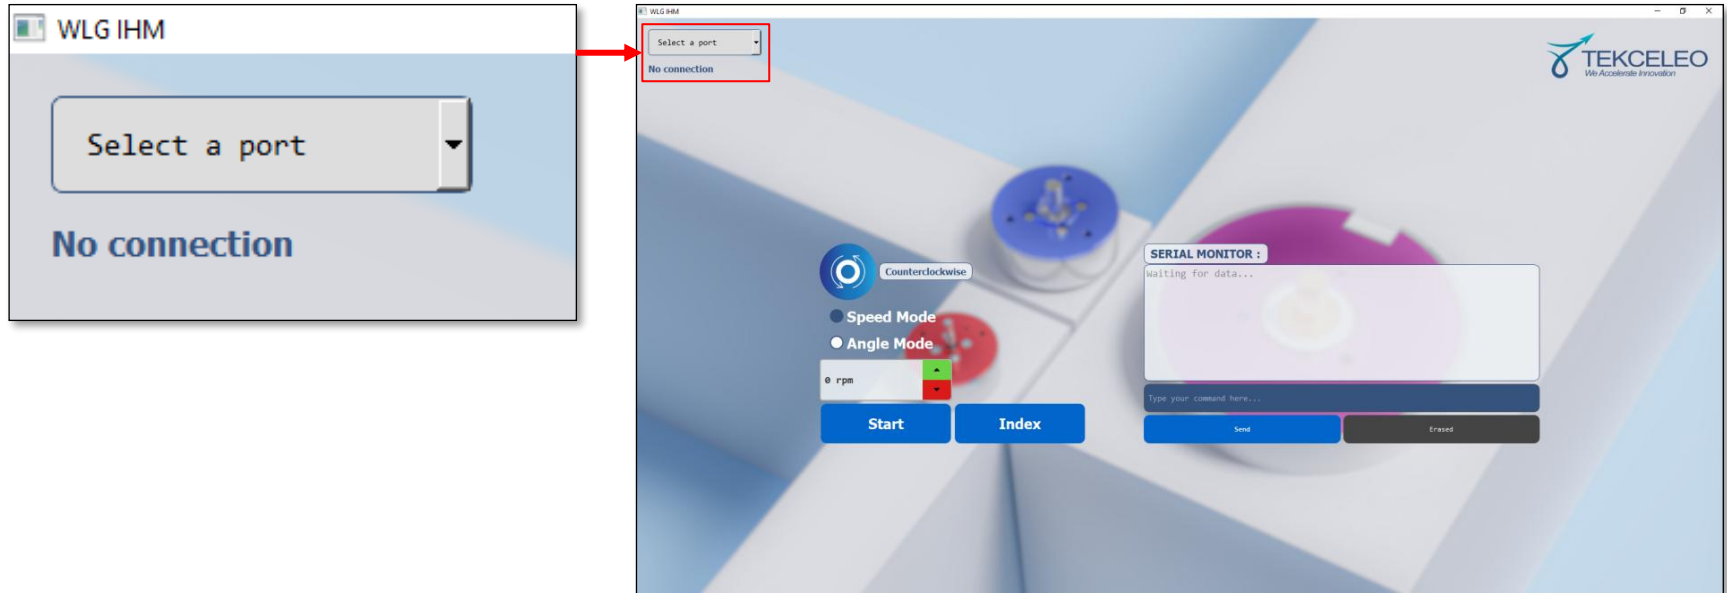 WLG IHM
Select a port
No connection
WLG IHM
Select a port
No connection
TEKCELEO
We Accelerate Innovation
Counterclockwise
Speed Mode
Angle Mode
0 rpm
Start
Index
SERIAL MONITOR :
Waiting for data...
Type your command here...
Send
Erased